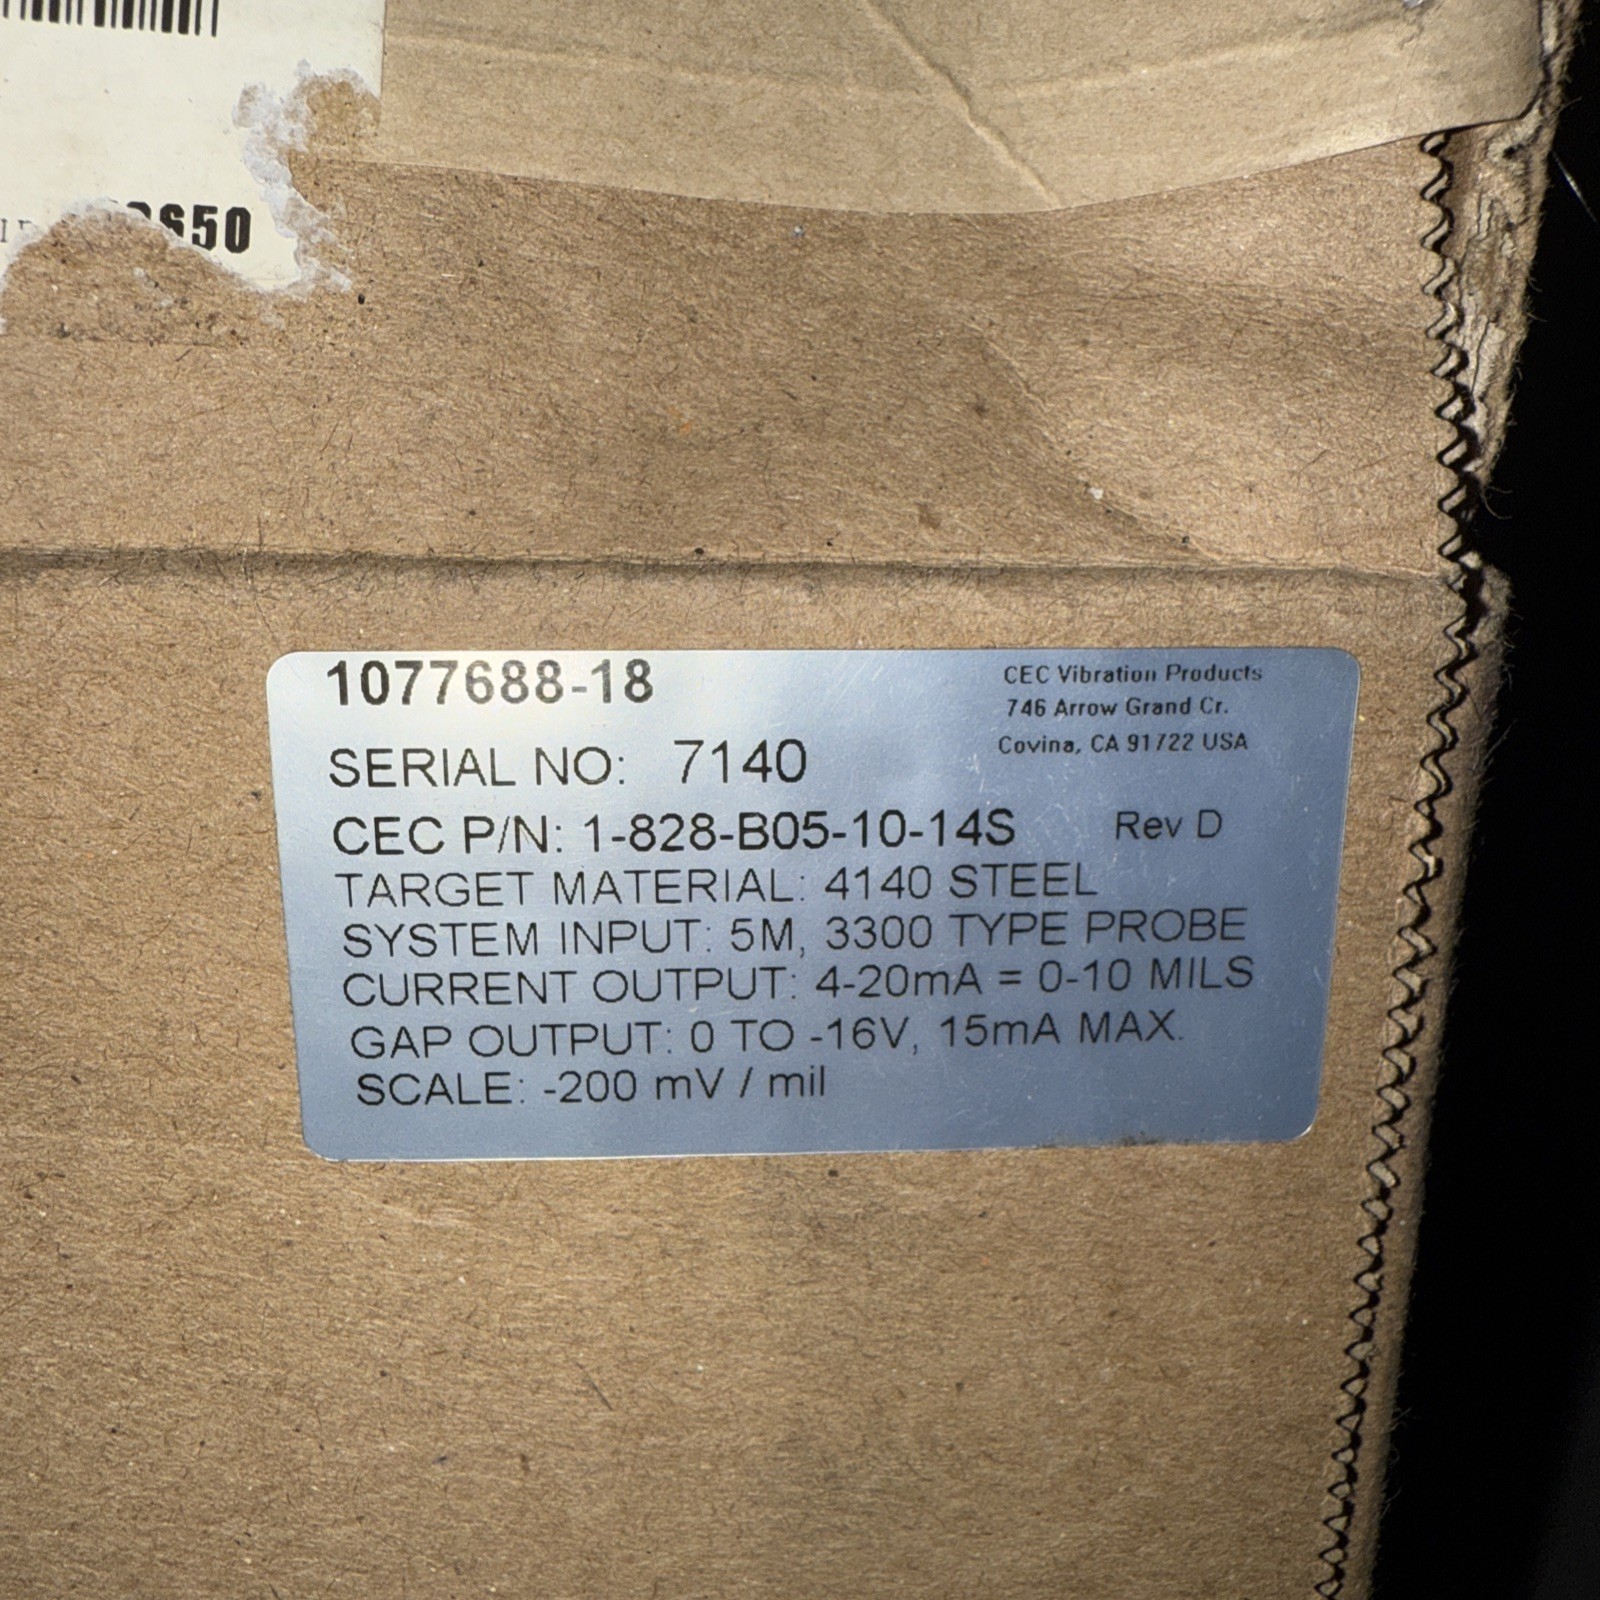 650
1077688-18
CEC Vibration Products
746 Arrow Grand Cr.
Covina, CA 91722 USA
SERIAL NO: 7140
CEC P/N: 1-828-B05-10-14S Rev D
TARGET MATERIAL: 4140 STEEL
SYSTEM INPUT: 5M, 3300 TYPE PROBE
CURRENT OUTPUT: 4-20mA = 0-10 MILS
GAP OUTPUT: 0 TO -16V, 15mA MAX.
SCALE: -200 mV / mil